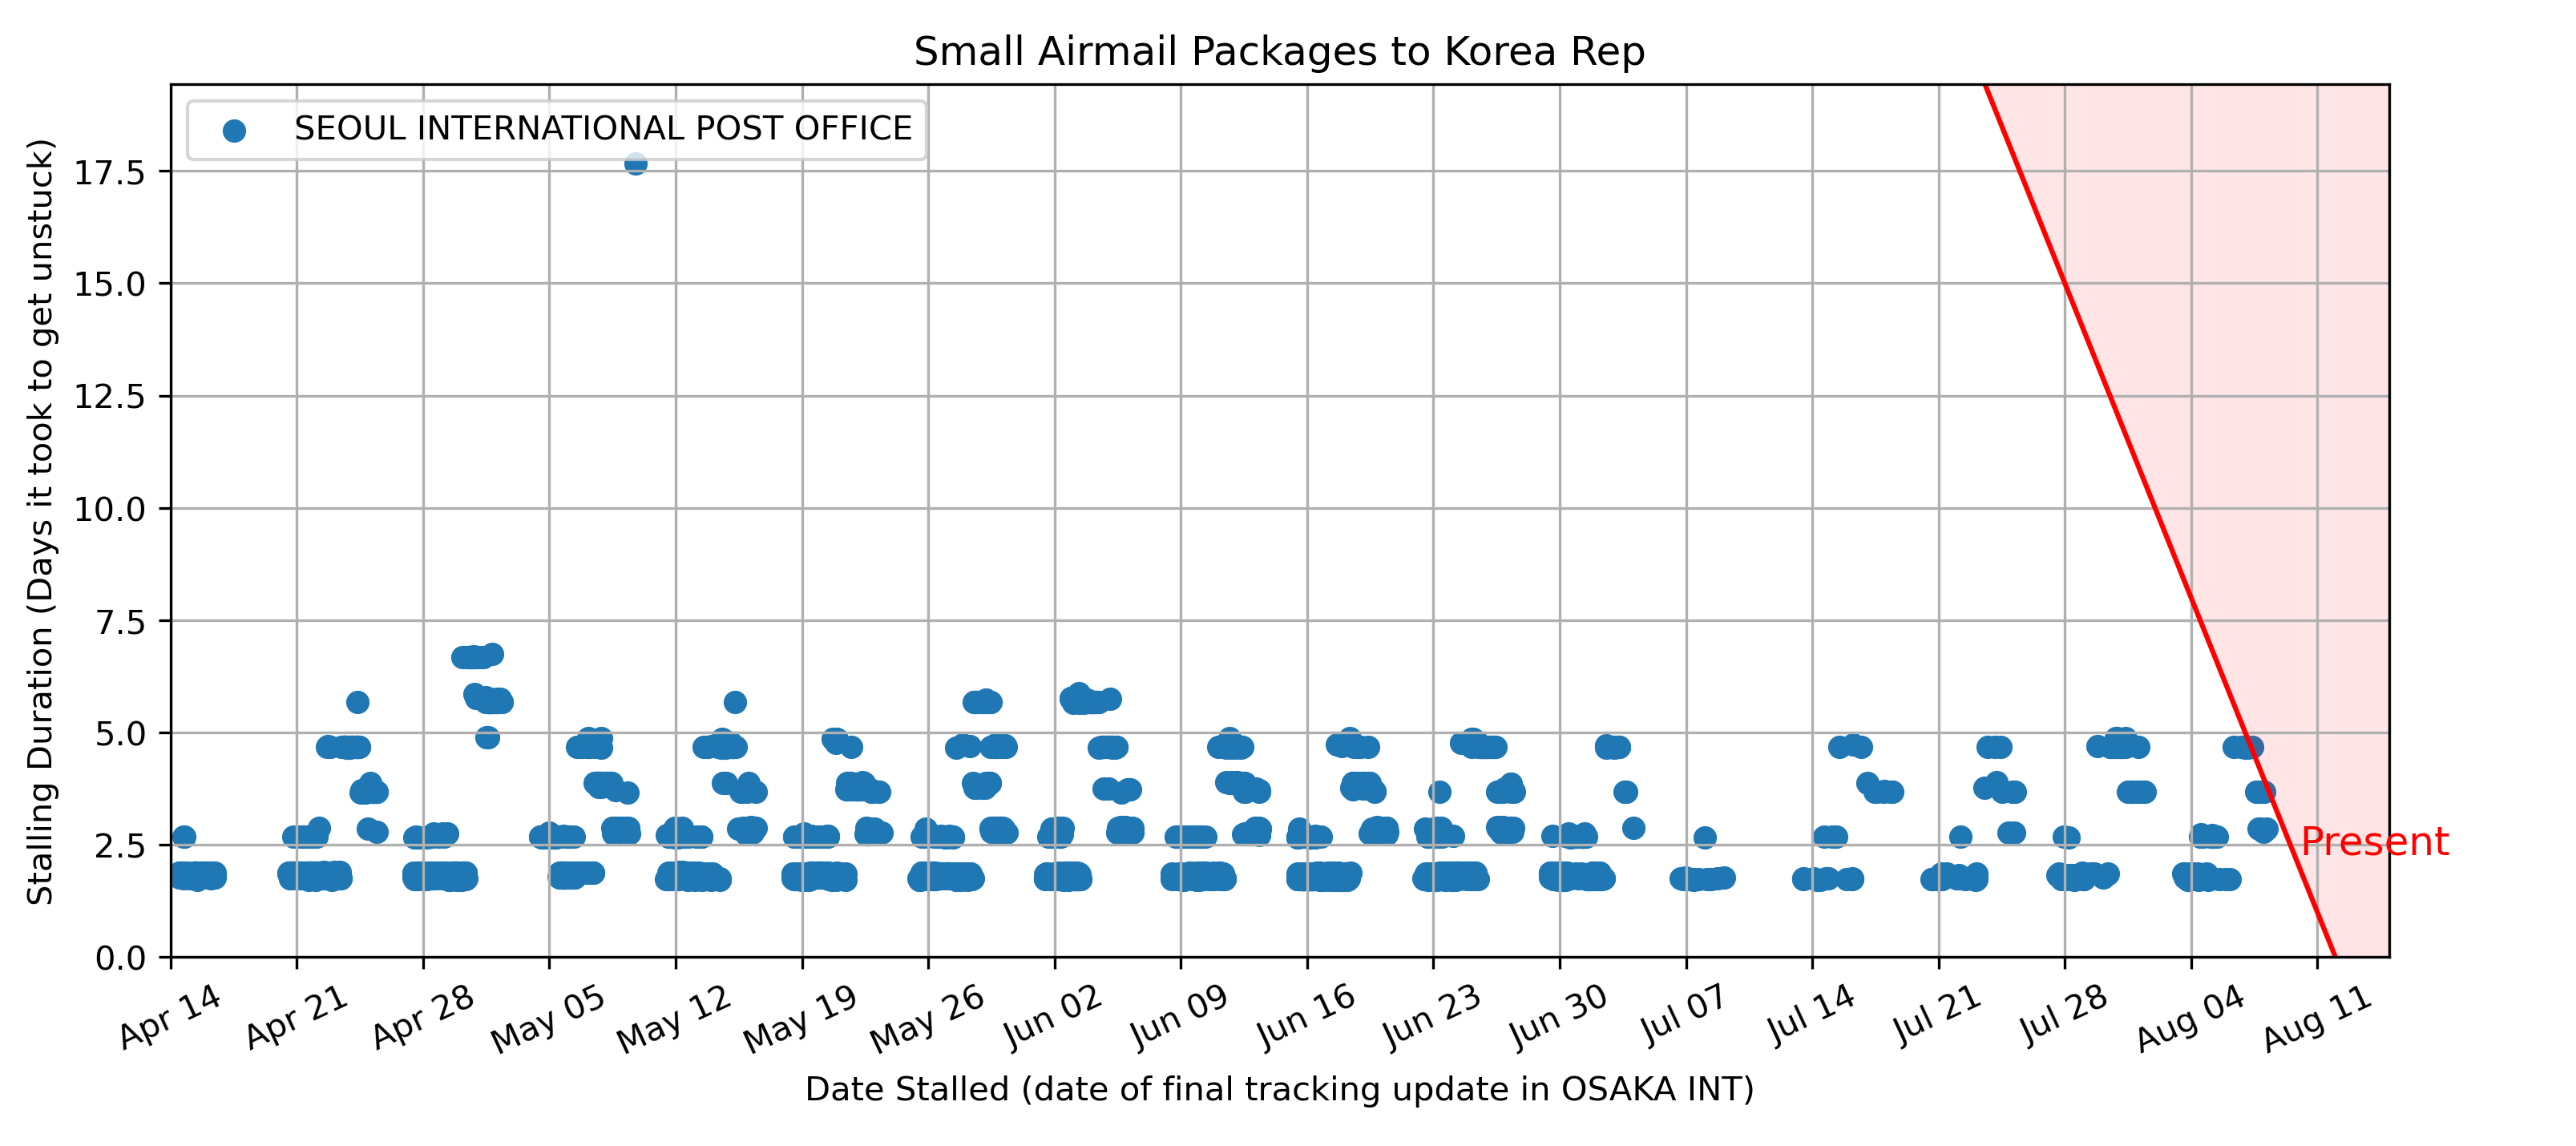 Small Airmail Packages to Korea Rep
SEOUL INTERNATIONAL POST OFFICE
Stalling Duration (Days it took to get unstuck)
17.5
15.0
12.5
10.0
7.5
5.0
2.5
0.0
Present
Apr 14
Apr 21
Apr 28
May 05
May 12
May 19
May 26
Jun 02
Jun 09
Jun 16
Jun 23
Jun 30
Jul 07
Jul 14
Jul 21
Jul 28
Aug 04
Aug 11
Date Stalled (date of final tracking update in OSAKA INT)